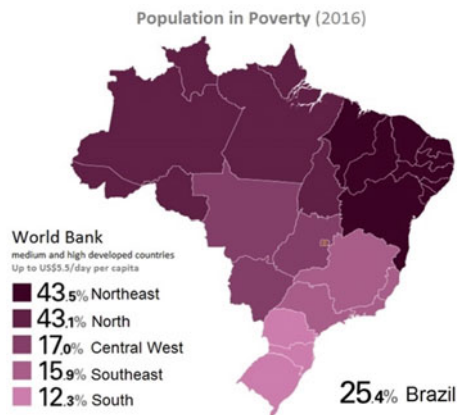 Population in Poverty (2016)
World Bank
medium and high developed countries
Up to US$5.5/day per capita
43.5% Northeast
43.1% North
17.0% Central West
15.9% Southeast
12.3% South
25.4% Brazil